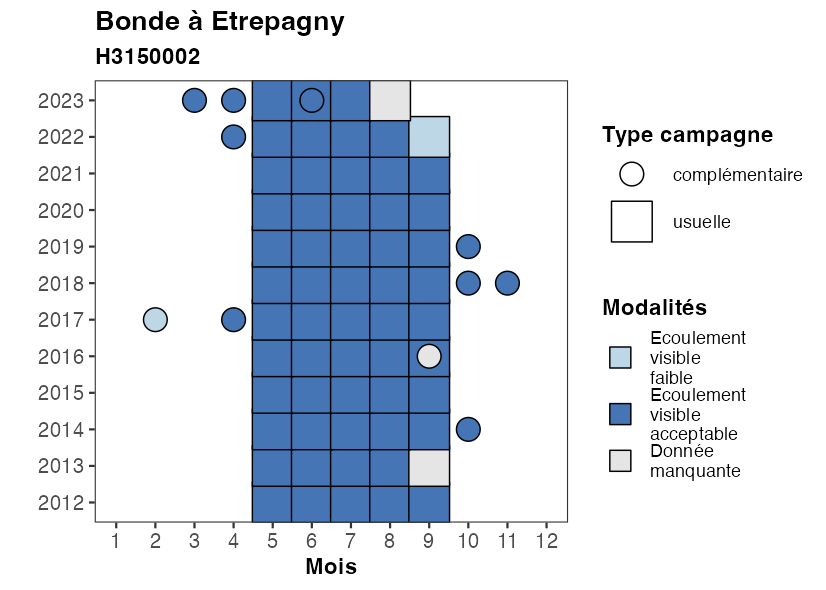 Bonde à Etrepagny
H3150002
2023
2022
2021
2020
2019
2018
2017
2016
2015
2014
2013
2012
1 2 3 4 5 6 7 8 9 10 11 12
Mois
Type campagne
complémentaire
usuelle
Modalités
Ecoulement
visible
faible
Ecoulement
visible
acceptable
Donnée
manquante